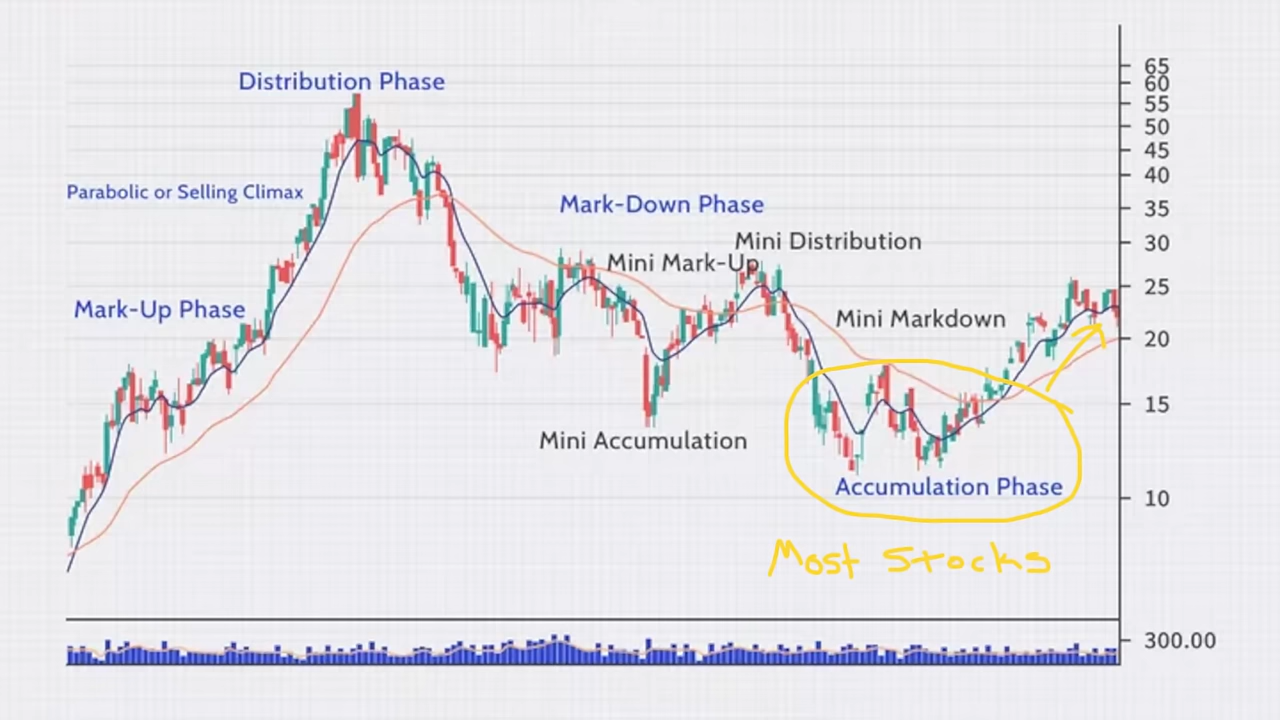 Distribution Phase
Parabolic or Selling Climax
Mark-Down Phase
Mini Distribution
Mini Mark-Up
Mark-Up Phase
Mini Markdown
Mini Accumulation
Accumulation Phase
Most Stocks
65
60
55
50
45
40
35
30
25
20
15
10
300.00